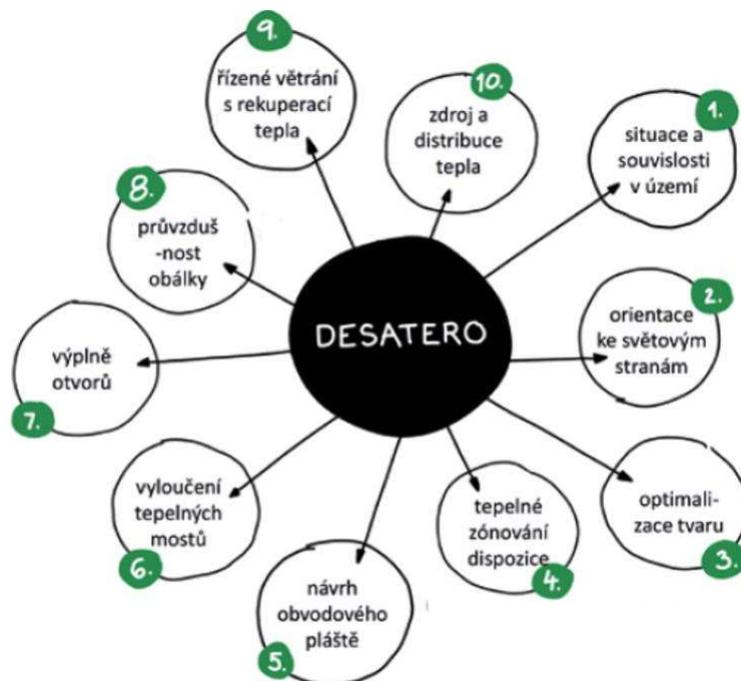 DESATERO
1.
situace a
souvislosti
v území
2.
orientace
ke světovým
stranám
3.
optimali-
zace tvaru
4.
tepelné
zónování
dispozice
5.
návrh
obvodového
pláště
6.
vyloučení
tepelných
mostů
7.
výplně
otvorů
8.
průvzduš
-nost
obálky
9.
řízené větrání
s rekuperací
tepla
10.
zdroj a
distribuce
tepla